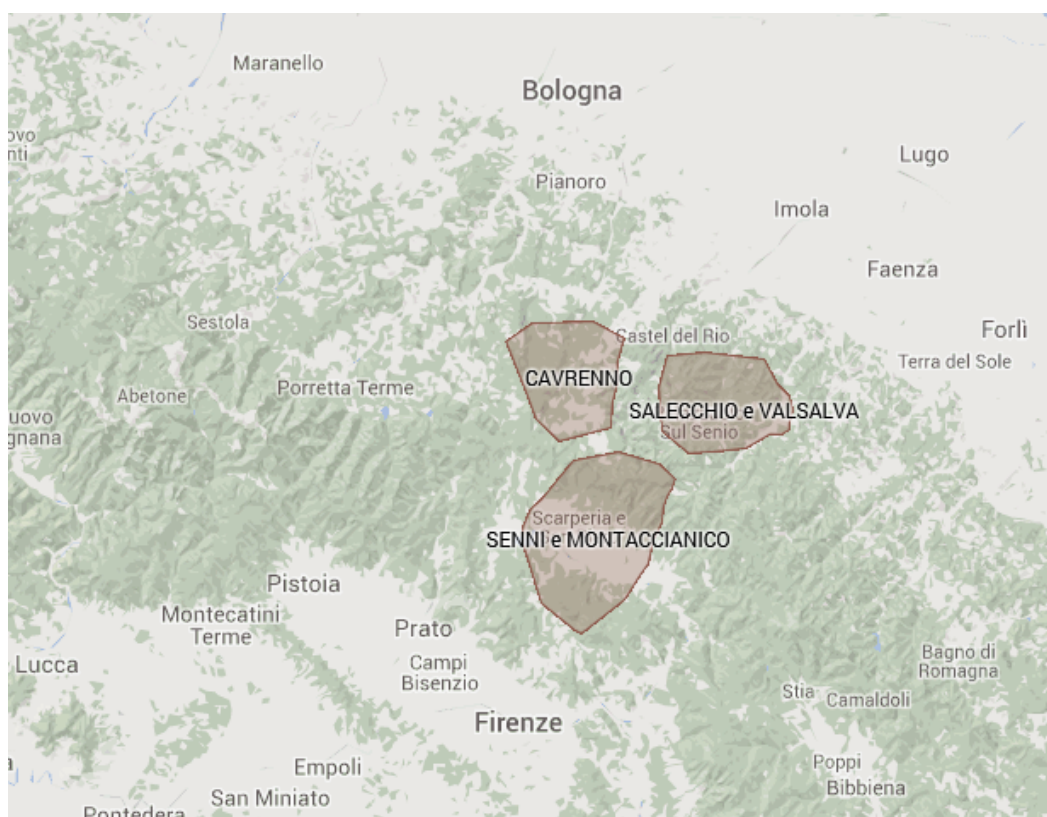 Maranello
Bologna
ovo
nti
Lugo
Pianoro
Imola
Faenza
Sestola
Castel del Rio
Forlì
Terra del Sole
CAVRENNO
Porretta Terme
Abetone
SALECCHIO e VALSALVA
uovo
gnana
Sul Senio
Scarperia e
SENNI e MONTACCIANICO
Pistoia
Montecatini
Terme
Prato
Lucca
Campi
Bisenzio
Bagno di
Romagna
Stia
Camaldoli
Firenze
Empoli
Poppi
Bibbiena
San Miniato
Pontedera